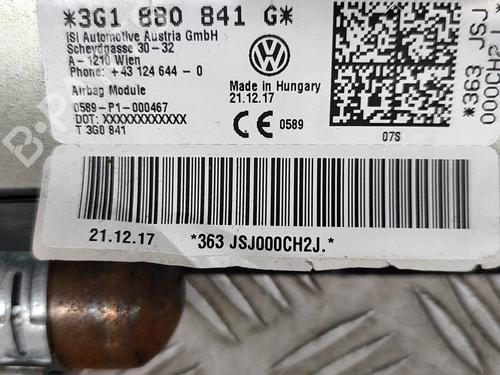 *3G1 880 841 G*
iSi Automotive Austria GmbH
Scheydgasse 30 - 32
A - 1210 Wien
Phone: +43 124 644 - 0
Airbag Module
0589-P1-000467
DOT: XXXXXXXXXXXX
T 3G0 841
Made in Hungary
21.12.17
CE 0589
07S
*363 JSJ
000CH2J.*
21.12.17
*363 JSJ000CH2J.*